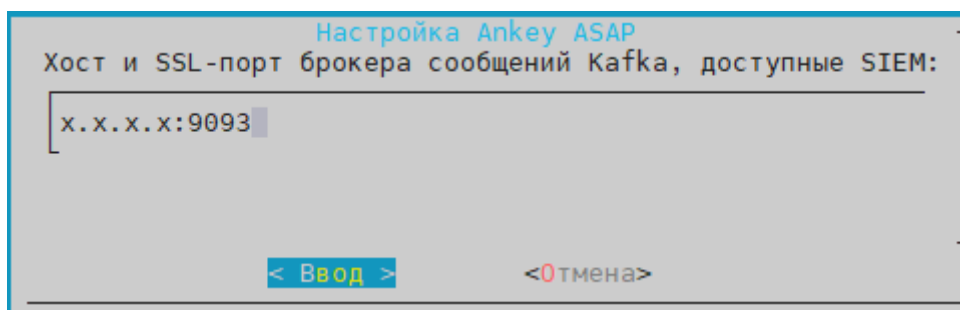 Настройка Ankey ASAP
Хост и SSL-порт брокера сообщений Kafka, доступные SIEM:
x.x.x.x:9093
< Ввод > <Отмена>